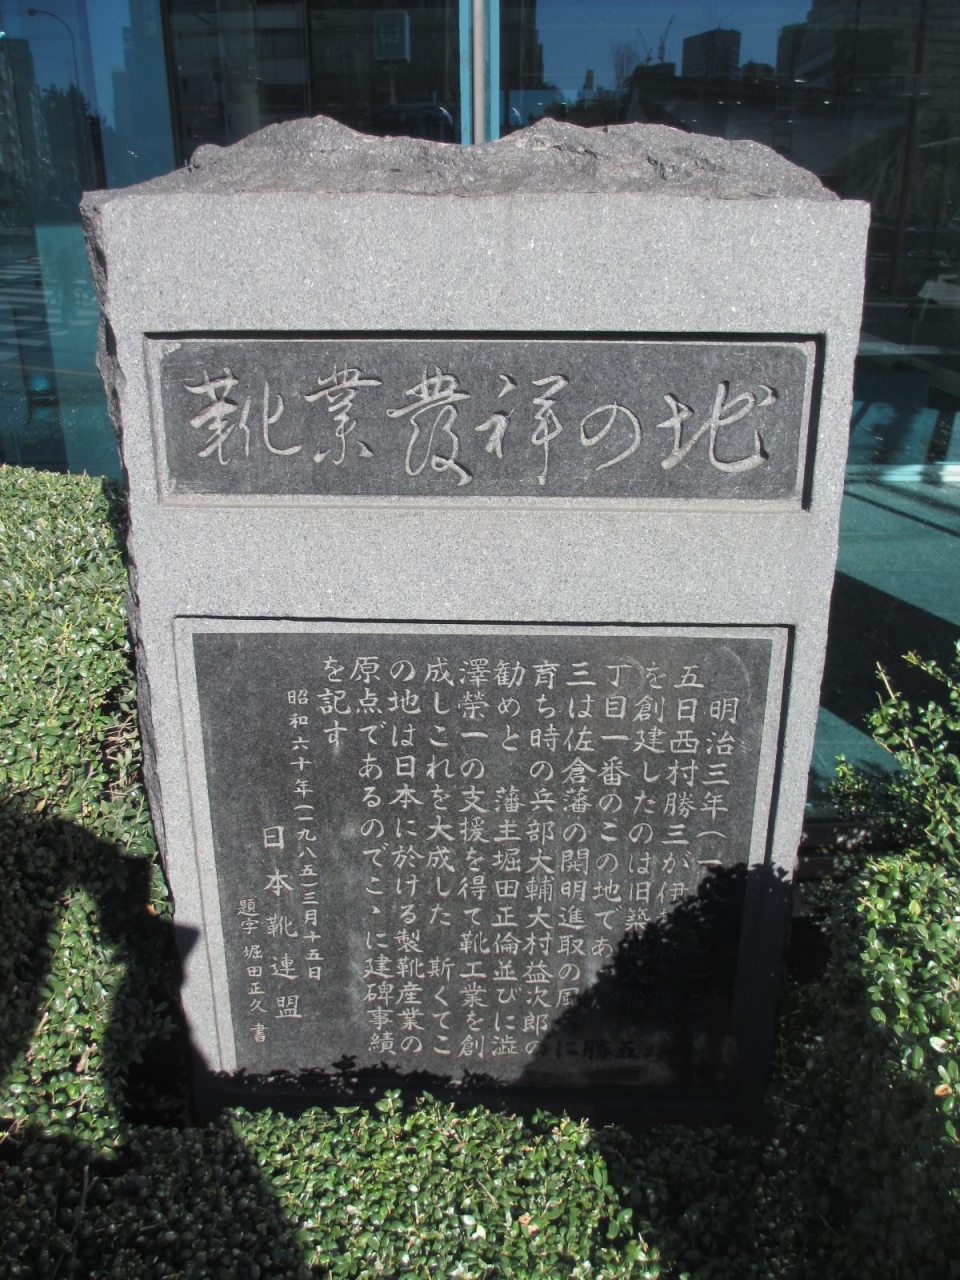 靴業發祥の地
明治三年(一
五日西村勝三が伊
を創建したのは旧築
丁目一番のこの地であ
三は佐倉藩の開明進取の風
育ち時の兵部大輔大村益次郎の
勧めと 藩主堀田正倫並びに澁
澤榮一の支援を得て靴工業を創
成しこれを大成した 斯くてこ
の地は日本に於ける製靴産業の
原点であるのでこゝに建碑事績
を記す
昭和六十年(一九八五)三月十五日
日本靴連盟
題字 堀田正久 書